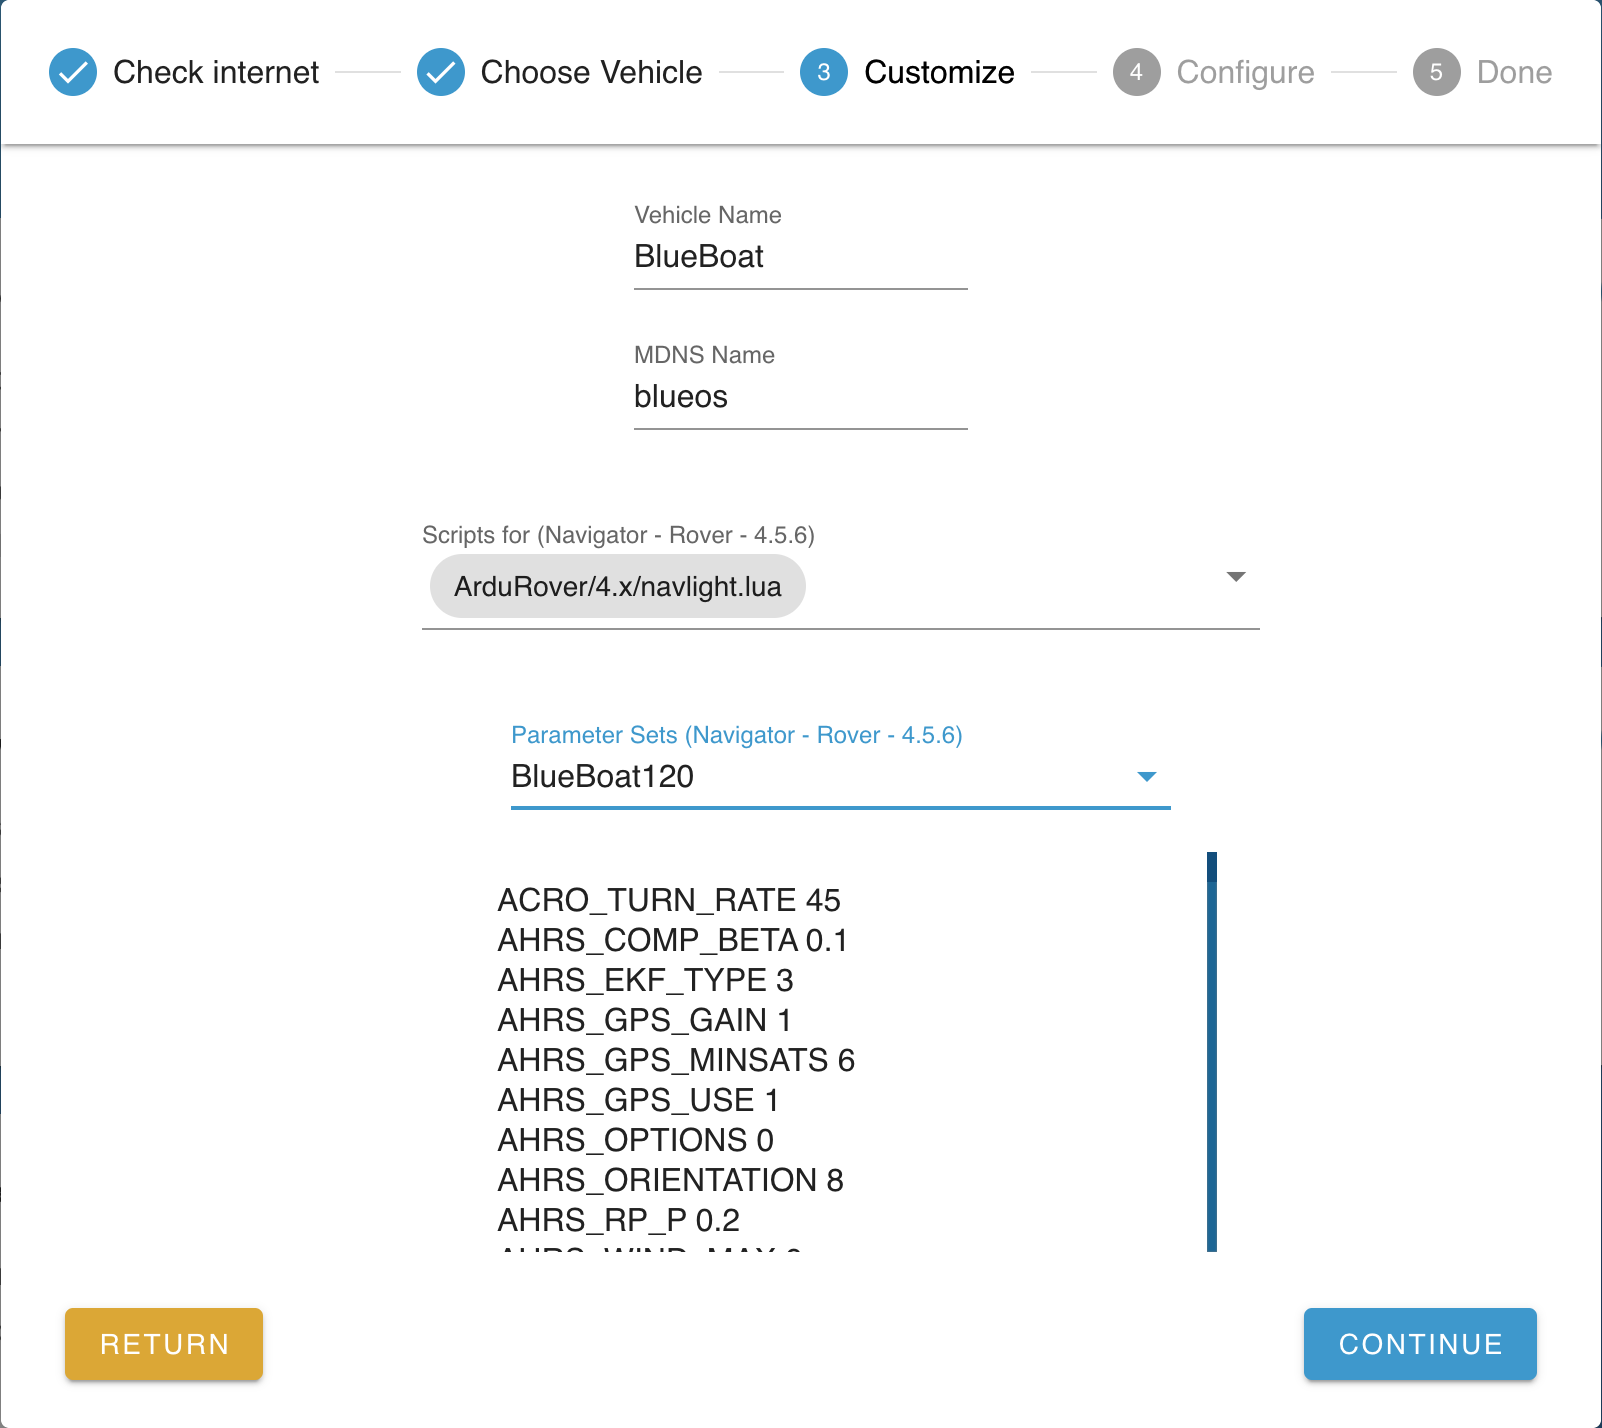 Check internet
Choose Vehicle
3 Customize
4 Configure
5 Done
Vehicle Name
BlueBoat
MDNS Name
blueos
Scripts for (Navigator - Rover - 4.5.6)
ArduRover/4.x/navlight.lua
Parameter Sets (Navigator - Rover - 4.5.6)
BlueBoat120
ACRO_TURN_RATE 45
AHRS_COMP_BETA 0.1
AHRS_EKF_TYPE 3
AHRS_GPS_GAIN 1
AHRS_GPS_MINSATS 6
AHRS_GPS_USE 1
AHRS_OPTIONS 0
AHRS_ORIENTATION 8
AHRS_RP_P 0.2
AHRS_WIND_MAX
RETURN
CONTINUE